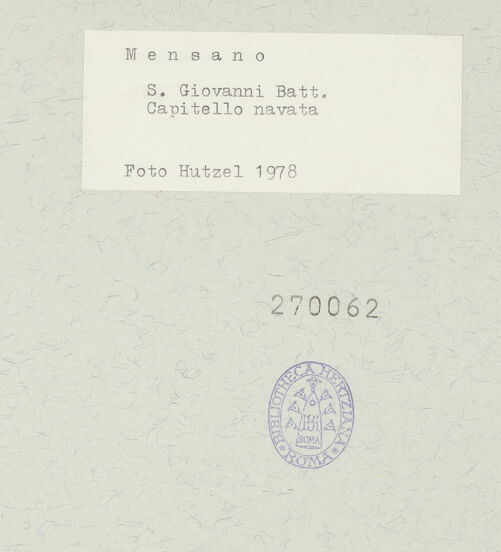 Mensano
S. Giovanni Batt.
Capitello navata
Foto Hutzel 1978
270062
BIBLIOTHECA HERTZIANA
ROMA
* ROMA *